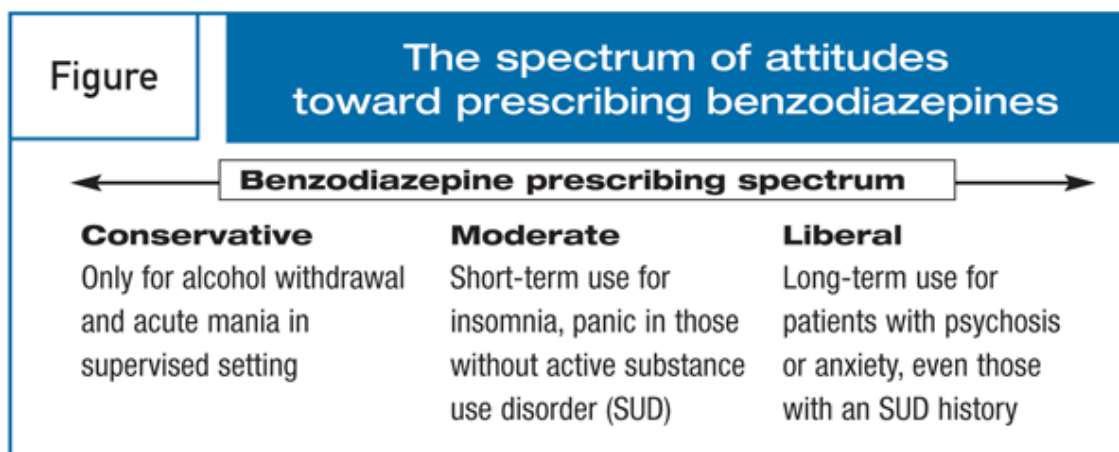 Figure
The spectrum of attitudes
toward prescribing benzodiazepines
Benzodiazepine prescribing spectrum
Conservative
Only for alcohol withdrawal
and acute mania in
supervised setting
Moderate
Short-term use for
insomnia, panic in those
without active substance
use disorder (SUD)
Liberal
Long-term use for
patients with psychosis
or anxiety, even those
with an SUD history